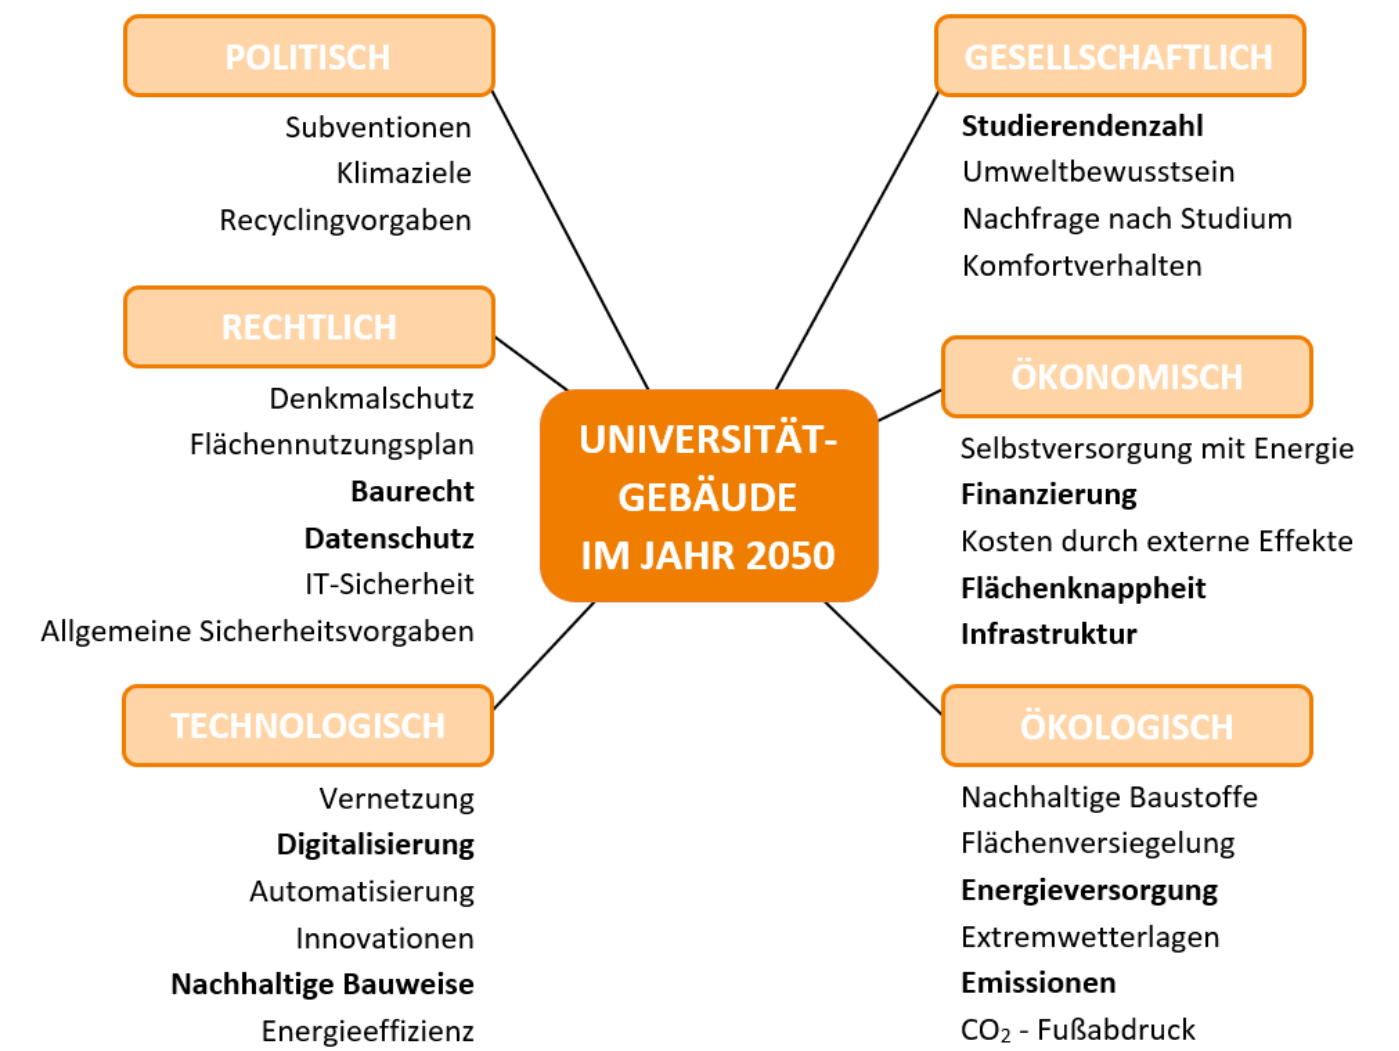 POLITISCH
Subventionen
Klimaziele
Recyclingvorgaben
RECHTLICH
Denkmalschutz
Flächennutzungsplan
Baurecht
Datenschutz
IT-Sicherheit
Allgemeine Sicherheitsvorgaben
TECHNOLOGISCH
Vernetzung
Digitalisierung
Automatisierung
Innovationen
Nachhaltige Bauweise
Energieeffizienz
UNIVERSITÄT-
GEBÄUDE
IM JAHR 2050
GESELLSCHAFTLICH
Studierendenzahl
Umweltbewusstsein
Nachfrage nach Studium
Komfortverhalten
ÖKONOMISCH
Selbstversorgung mit Energie
Finanzierung
Kosten durch externe Effekte
Flächenknappheit
Infrastruktur
ÖKOLOGISCH
Nachhaltige Baustoffe
Flächenversiegelung
Energieversorgung
Extremwetterlagen
Emissionen
CO₂ - Fußabdruck